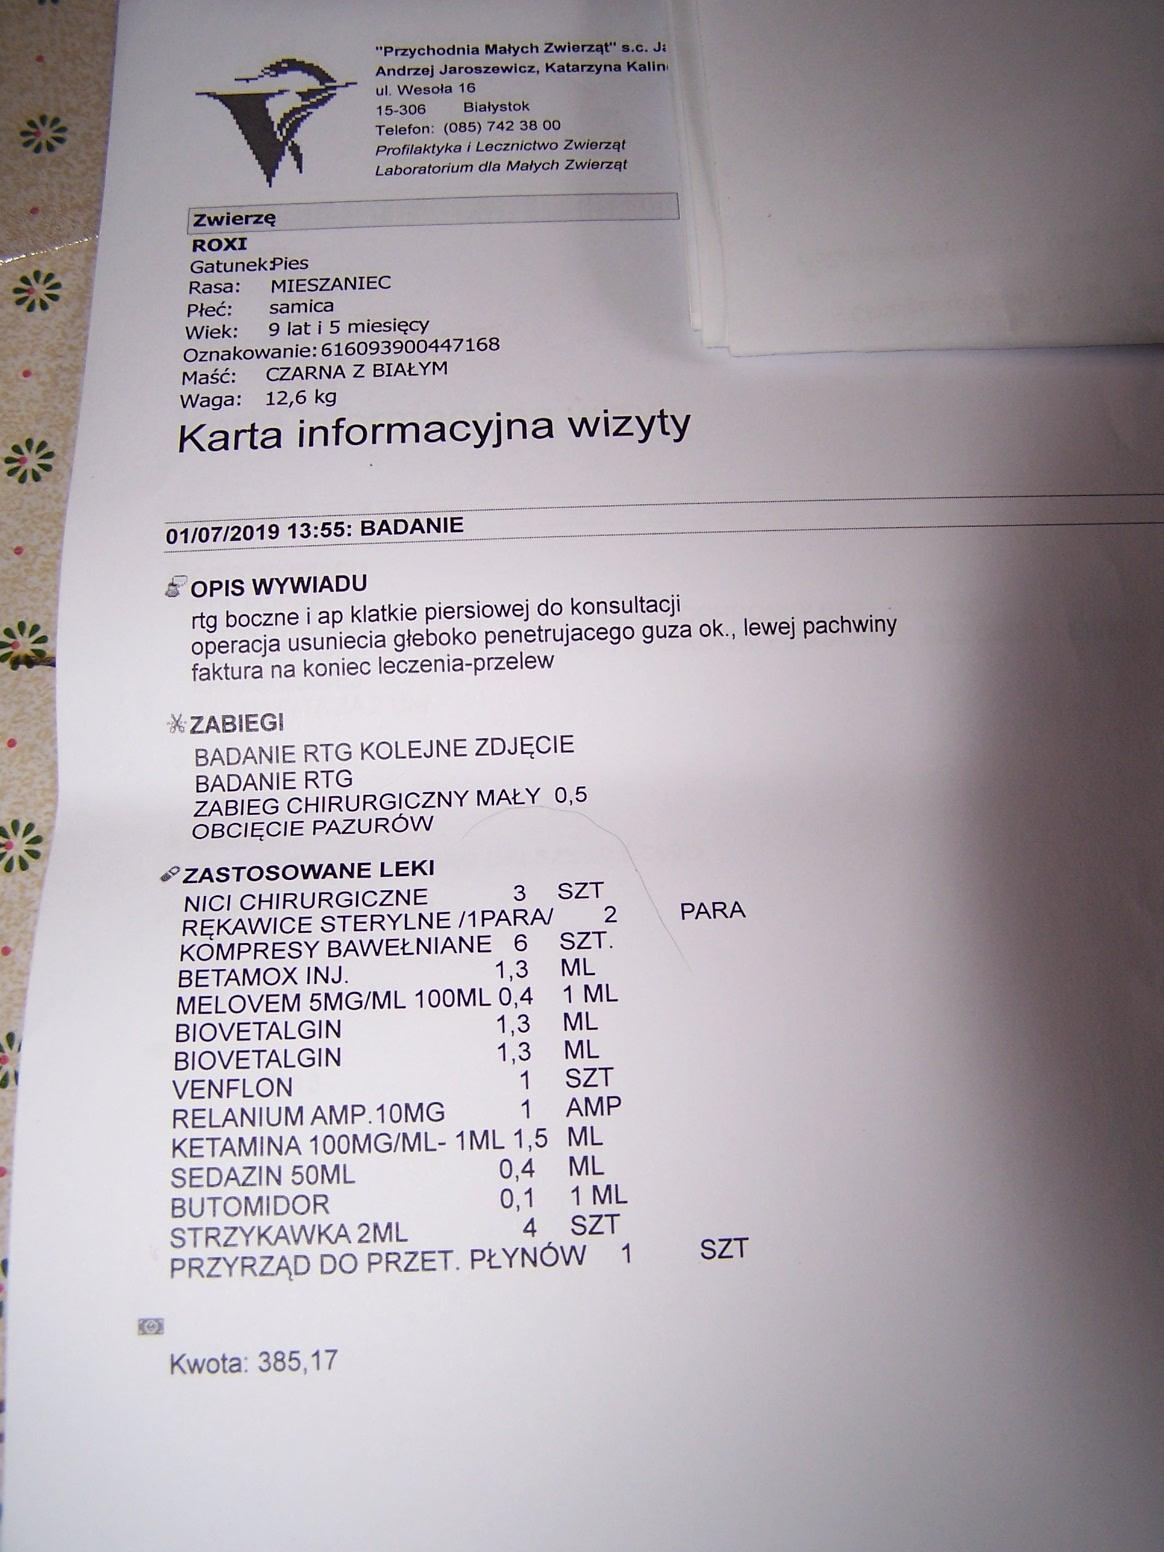 "Przychodnia Małych Zwierząt" s.c.
Andrzej Jaroszewicz, Katarzyna
ul. Wesoła 16
15-306 Białystok
Telefon: (085) 742 38 00
Profilaktyka i Lecznictwo Zwierząt
Laboratorium dla Małych Zwierząt
Zwierzę
ROXI
Gatunek:Pies
Rasa: MIESZANIEC
Płeć: samica
Wiek: 9 lat i 5 miesięcy
Oznakowanie: 616093900447168
Maść: CZARNA Z BIAŁYM
Waga: 12,6 kg
Karta informacyjna wizyty
01/07/2019 13:55: BADANIE
OPIS WYWIADU
rtg boczne i ap klatkie piersiowej do konsultacji
operacja usuniecia głeboko penetrujacego guza ok., lewej pachwiny
faktura na koniec leczenia-przelew
ZABIEGI
BADANIE RTG KOLEJNE ZDJĘCIE
BADANIE RTG
ZABIEG CHIRURGICZNY MAŁY 0,5
OBCIĘCIE PAZURÓW
ZASTOSOWANE LEKI
NICI CHIRURGICZNE 3 SZT
RĘKAWICE STERYLNE /1PARA/ 2 PARA
KOMPRESY BAWEŁNIANE 6 SZT.
BETAMOX INJ. 1,3 ML
MELOVEM 5MG/ML 100ML 0,4 1 ML
BIOVETALGIN 1,3 ML
BIOVETALGIN 1,3 ML
VENFLON 1 SZT
RELANIUM AMP.10MG 1 AMP
KETAMINA 100MG/ML- 1ML 1,5 ML
SEDAZIN 50ML 0,4 ML
BUTOMIDOR 0,1 1 ML
STRZYKAWKA 2ML 4 SZT
PRZYRZĄD DO PRZET. PŁYNÓW 1 SZT
Kwota: 385,17